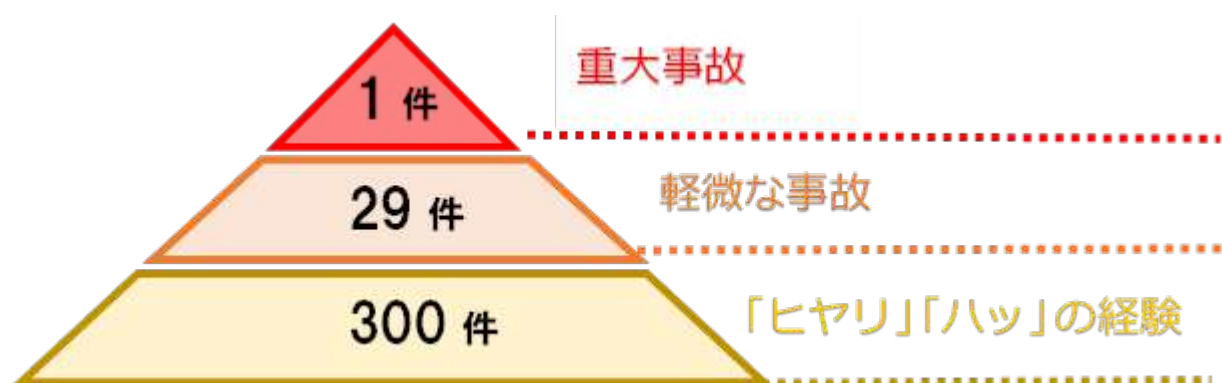 1 件
重大事故
29 件
軽微な事故
300 件
「ヒヤリ」「ハッ」の経験